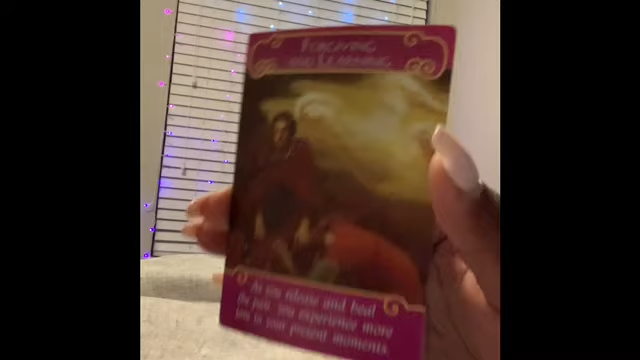 FORGIVING
AND LEARNING
As you release and heal
the past, you experience more
joy in your present moments.